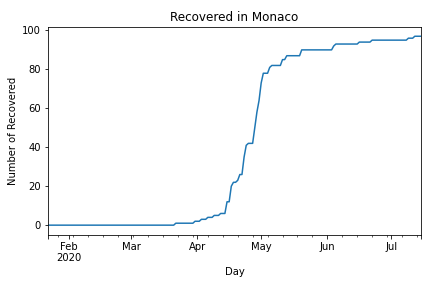 Recovered in Monaco
100
80
60
40
20
0
Number of Recovered
Feb
2020
Mar
Apr
May
Jun
Jul
Day